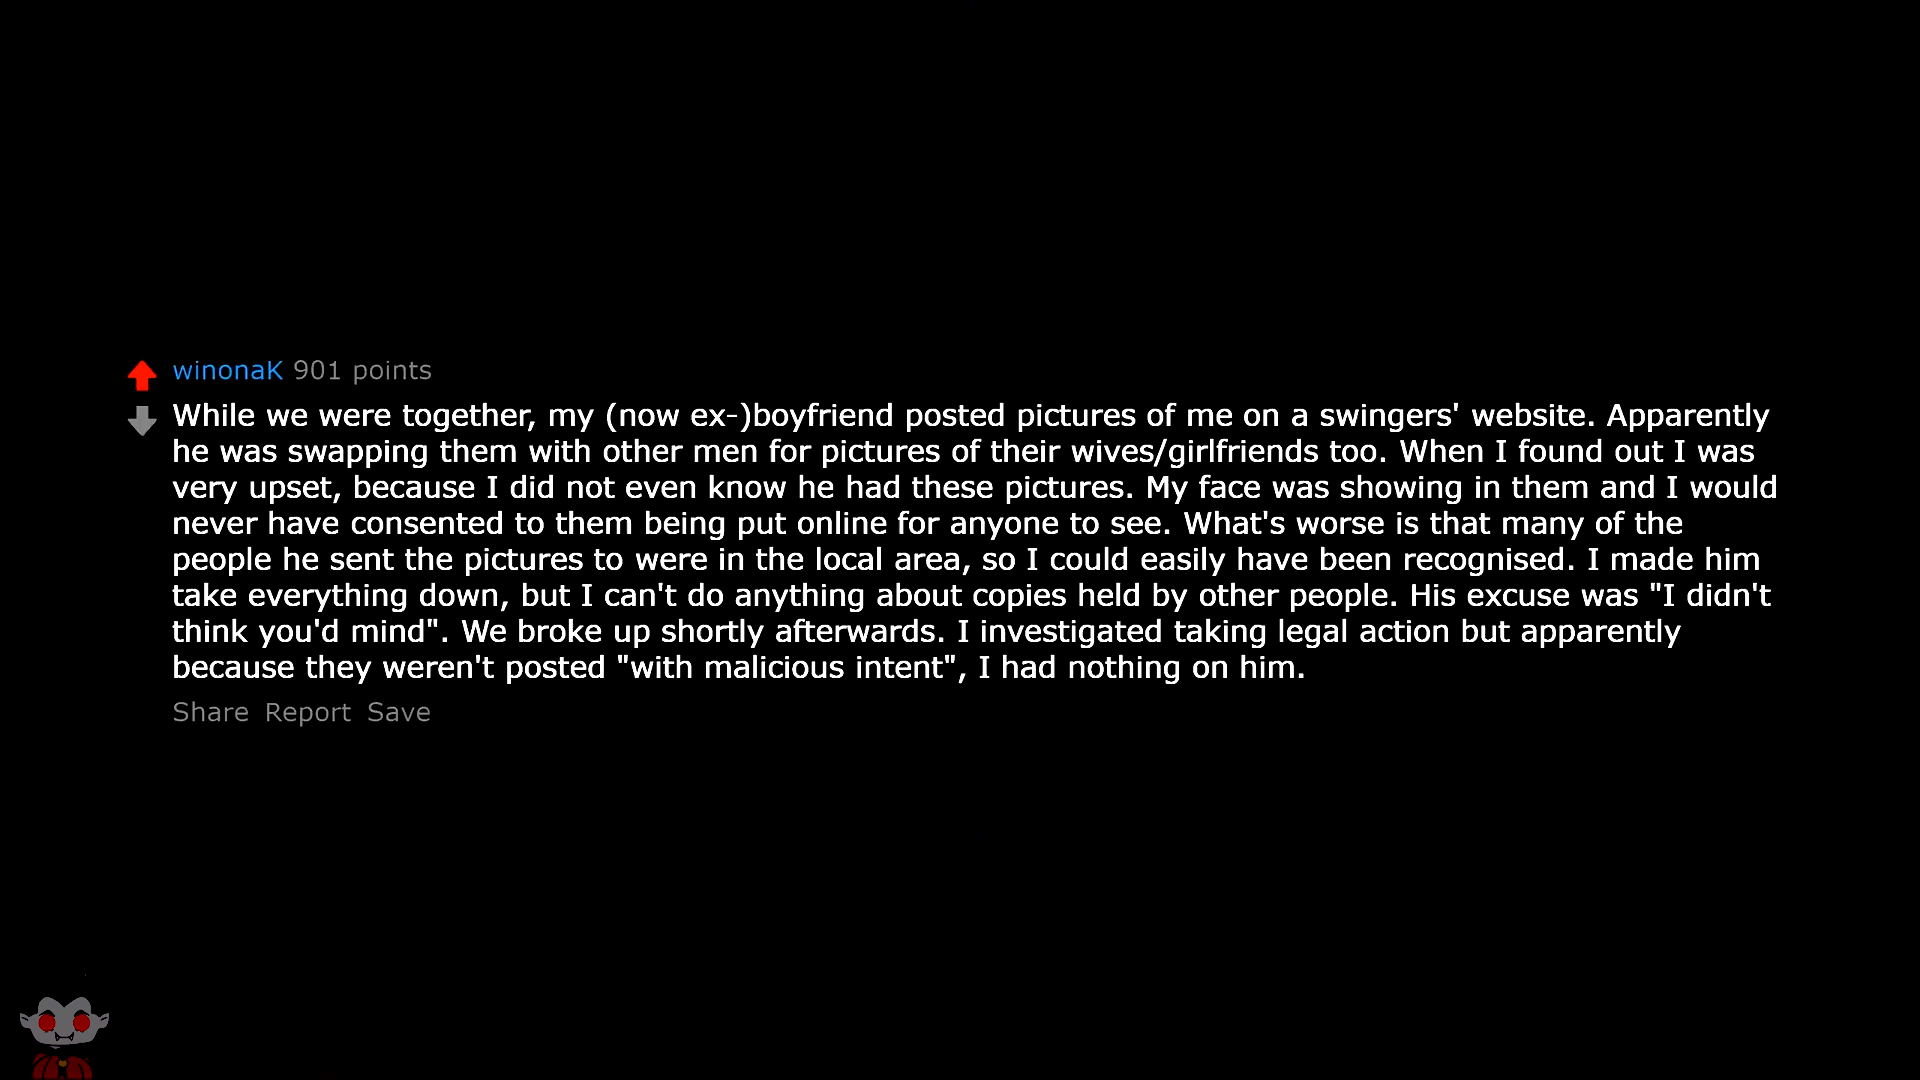 winonaK 901 points
While we were together, my (now ex-)boyfriend posted pictures of me on a swingers' website. Apparently
he was swapping them with other men for pictures of their wives/girlfriends too. When I found out I was
very upset, because I did not even know he had these pictures. My face was showing in them and I would
never have consented to them being put online for anyone to see. What's worse is that many of the
people he sent the pictures to were in the local area, so I could easily have been recognised. I made him
take everything down, but I can't do anything about copies held by other people. His excuse was "I didn't
think you'd mind". We broke up shortly afterwards. I investigated taking legal action but apparently
because they weren't posted "with malicious intent", I had nothing on him.
Share Report Save